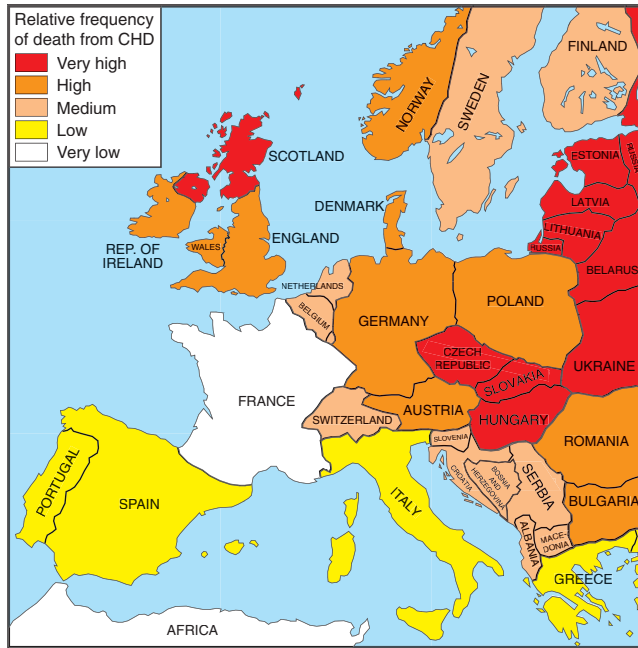 Relative frequency
of death from CHD
Very high
High
Medium
Low
Very low
FINLAND
NORWAY
SWEDEN
SCOTLAND
ESTONIA
RUSSIA
LATVIA
DENMARK
LITHUANIA
ENGLAND
WALES
REP. OF
IRELAND
RUSSIA
BELARUS
NETHERLANDS
BELGIUM
POLAND
GERMANY
CZECH
REPUBLIC
UKRAINE
SLOVAKIA
FRANCE
AUSTRIA
HUNGARY
SWITZERLAND
SLOVENIA
ROMANIA
CROATIA
BOSNIA
AND
HERZEGOVINA
SERBIA
PORTUGAL
SPAIN
ITALY
BULGARIA
ALBANIA
MACE-
DONIA
GREECE
AFRICA